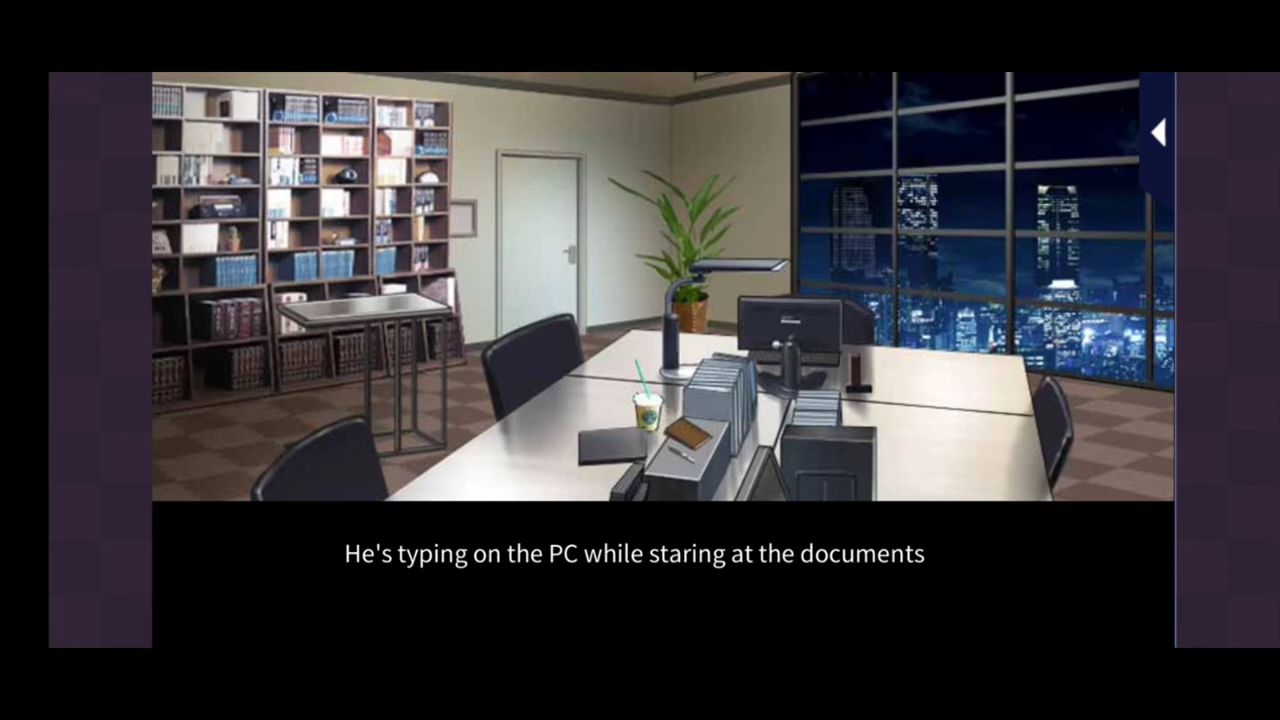 He's typing on the PC while staring at the documents